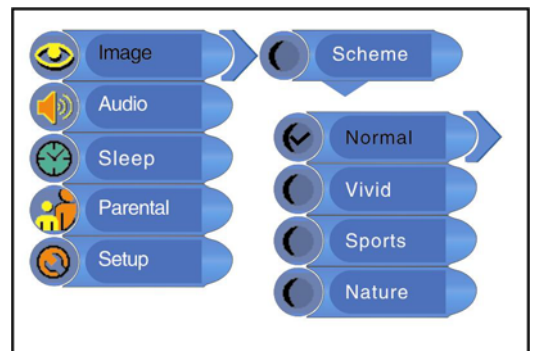 Image
Audio
Sleep
Parental
Setup
Scheme
Normal
Vivid
Sports
Nature